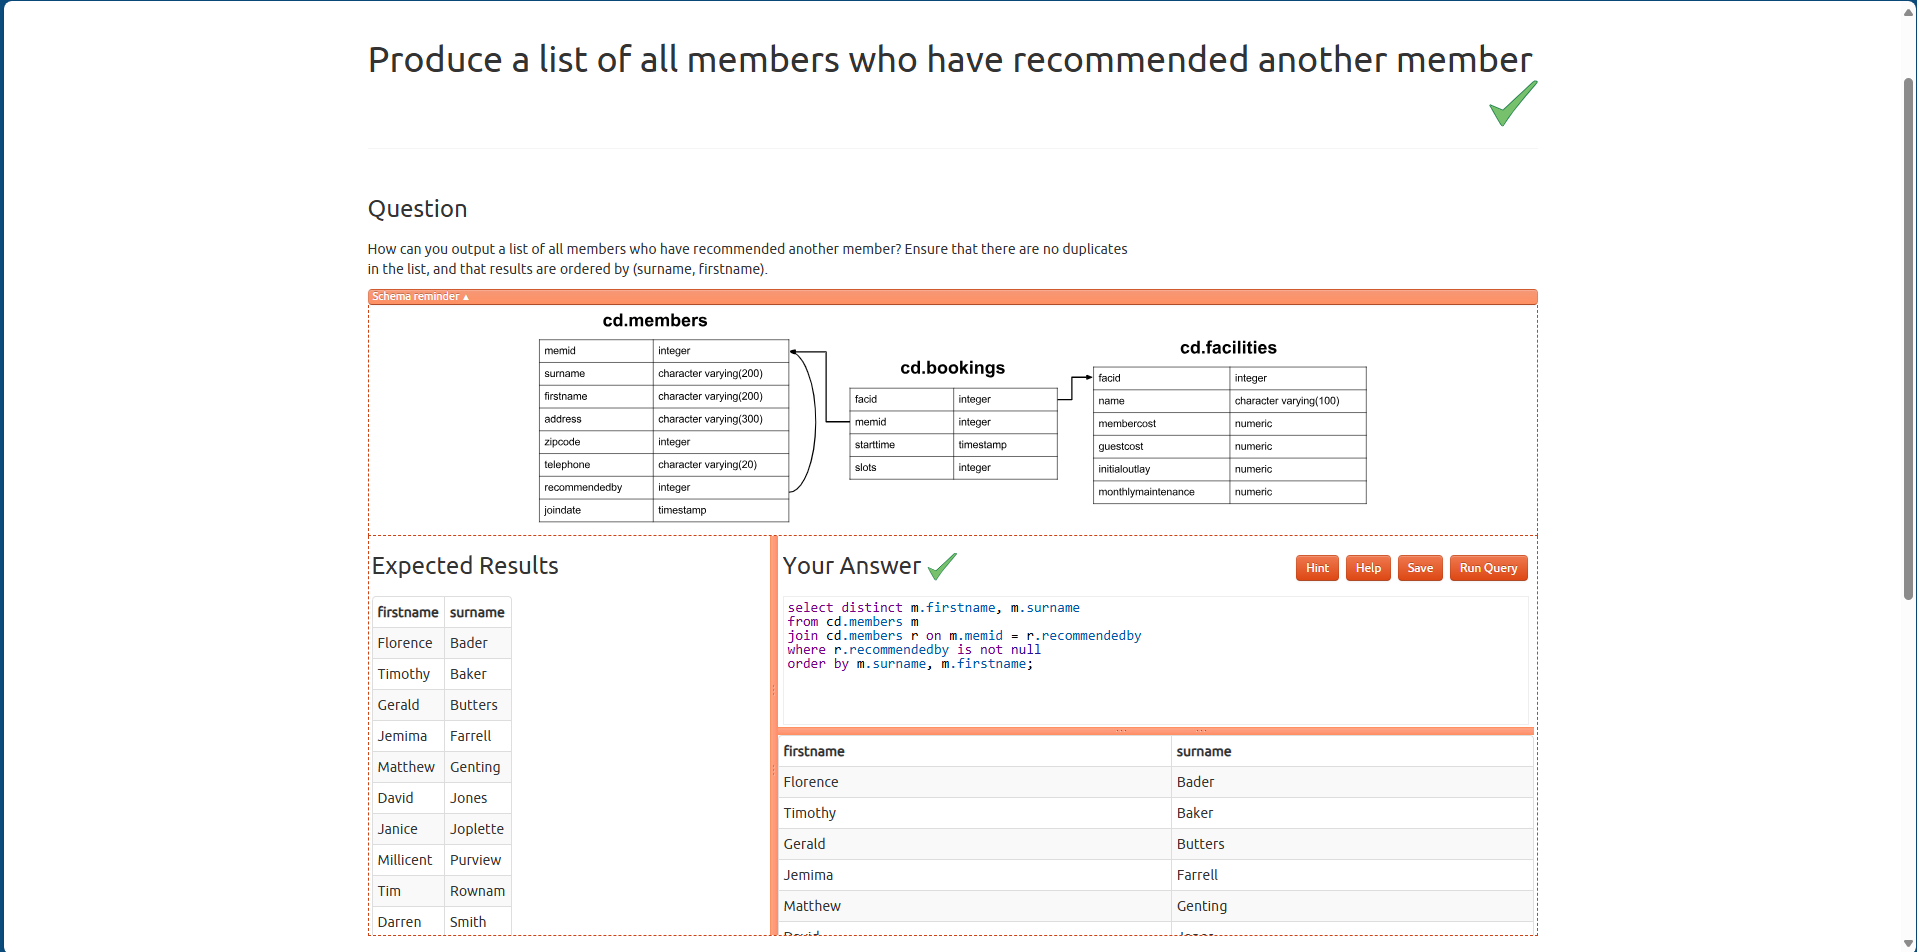 Produce a list of all members who have recommended another member
Question
How can you output a list of all members who have recommended another member? Ensure that there are no duplicates
in the list, and that results are ordered by (surname, firstname).
Schema reminder ▴
cd.members
memid integer
surname character varying(200)
firstname character varying(200)
address character varying(300)
zipcode integer
telephone character varying(20)
recommendedby integer
joindate timestamp
cd.bookings
facid integer
memid integer
starttime timestamp
slots integer
cd.facilities
facid integer
name character varying(100)
membercost numeric
guestcost numeric
initialoutlay numeric
monthlymaintenance numeric
Expected Results
firstname surname
Florence Bader
Timothy Baker
Gerald Butters
Jemima Farrell
Matthew Genting
David Jones
Janice Joplette
Millicent Purview
Tim Rownam
Darren Smith
Your Answer
Hint Help Save Run Query
select distinct m.firstname, m.surname
from cd.members m
join cd.members r on m.memid = r.recommendedby
where r.recommendedby is not null
order by m.surname, m.firstname;
firstname surname
Florence Bader
Timothy Baker
Gerald Butters
Jemima Farrell
Matthew Genting